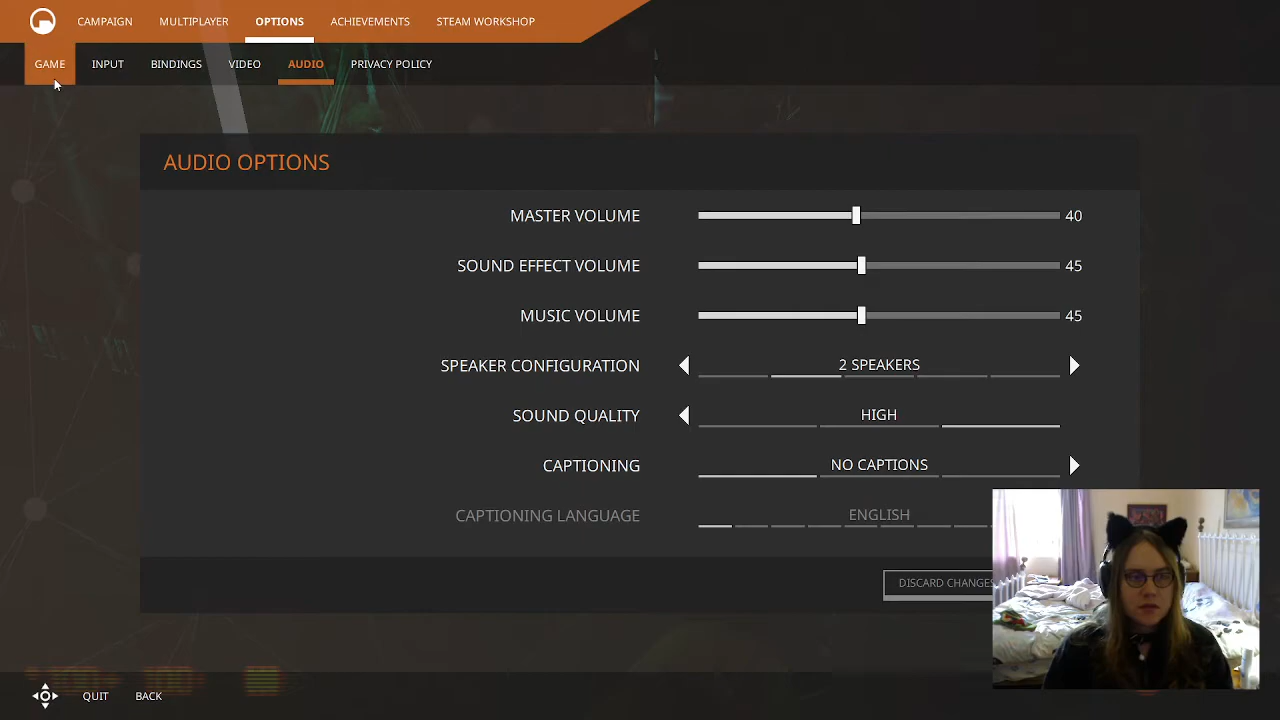 CAMPAIGN MULTIPLAYER OPTIONS ACHIEVEMENTS STEAM WORKSHOP
GAME INPUT BINDINGS VIDEO AUDIO PRIVACY POLICY
AUDIO OPTIONS
MASTER VOLUME 40
SOUND EFFECT VOLUME 45
MUSIC VOLUME 45
SPEAKER CONFIGURATION 2 SPEAKERS
SOUND QUALITY HIGH
CAPTIONING NO CAPTIONS
CAPTIONING LANGUAGE ENGLISH
DISCARD CHANGES
QUIT BACK